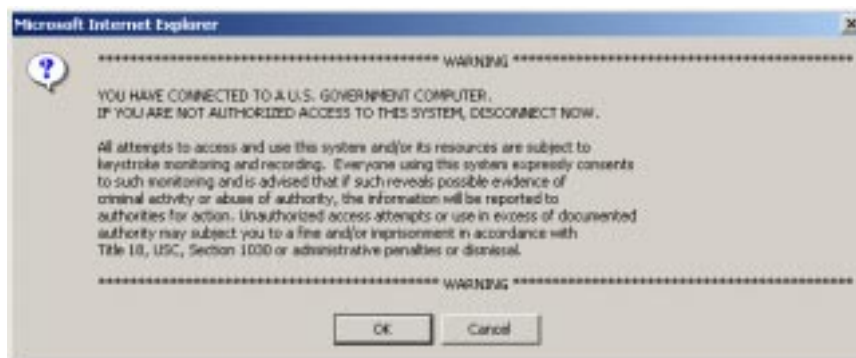 Microsoft Internet Explorer
?
****************************************** WARNING ******************************************
YOU HAVE CONNECTED TO A U.S. GOVERNMENT COMPUTER.
IF YOU ARE NOT AUTHORIZED ACCESS TO THIS SYSTEM, DISCONNECT NOW.
All attempts to access and use this system and/or its resources are subject to
keystroke monitoring and recording. Everyone using this system expressly consents
to such monitoring and is advised that if such reveals possible evidence of
criminal activity or abuse of authority, the information will be reported to
authorities for action. Unauthorized access attempts or use in excess of documented
authority may subject you to a fine and/or imprisonment in accordance with
Title 18, USC, Section 1030 or administrative penalties or dismissal.
****************************************** WARNING ******************************************
OK Cancel